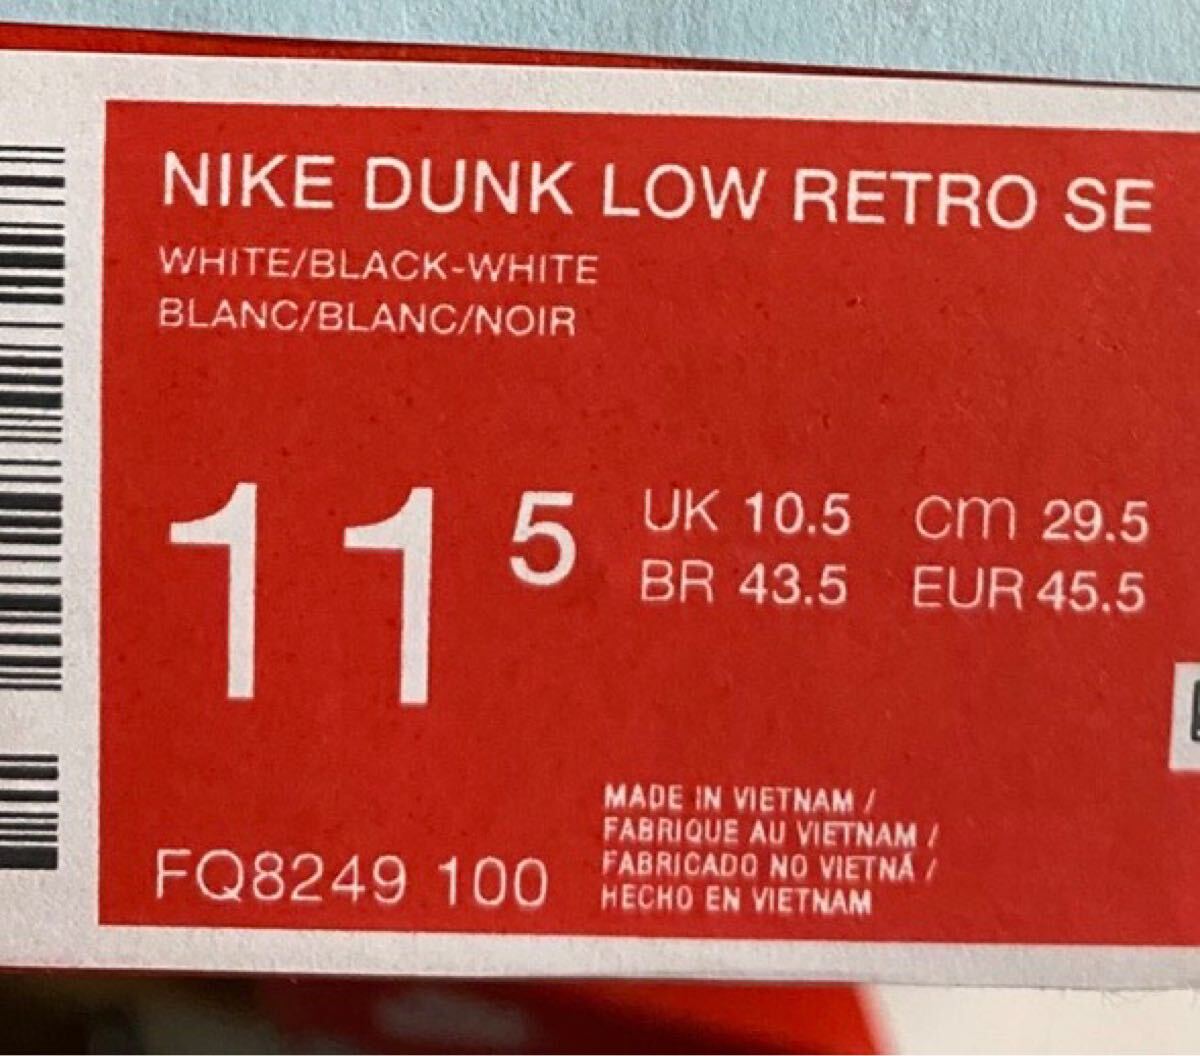 NIKE DUNK LOW RETRO SE
WHITE/BLACK-WHITE
BLANC/BLANC/NOIR
11 5
UK 10.5 cm 29.5
BR 43.5 EUR 45.5
MADE IN VIETNAM /
FABRIQUE AU VIETNAM /
FABRICADO NO VIETNÃ /
HECHO EN VIETNAM
FQ8249 100